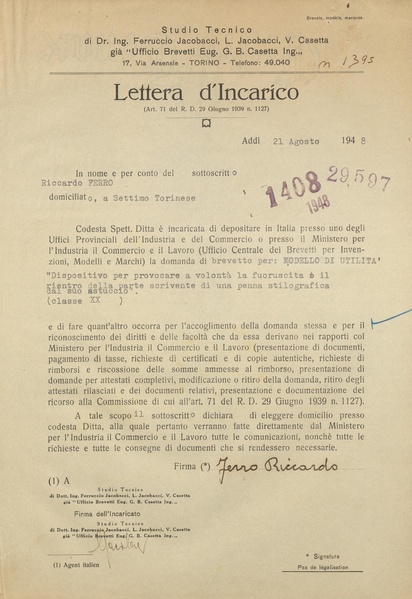 Brevets, modèls, marques.
Studio Tecnico
di Dr. Ing. Ferruccio Jacobacci, L. Jacobacci, V. Casetta
già "Ufficio Brevetti Eug. G. B. Casetta Ing.„
17, Via Arsenale - TORINO - Telefono: 49.040
n 1395
Lettera d'Incarico
(Art. 71 del R. D. 29 Giugno 1939 n. 1127)
Addì 21 Agosto 1948
In nome e per conto del sottoscritto
Riccardo FERRO
domiciliato, a Settimo Torinese
1408 29,597
1948
Codesta Spett. Ditta è incaricata di depositare in Italia presso uno degli
Uffici Provinciali dell'Industria e del Commercio o presso il Ministero per
l'Industria il Commercio e il Lavoro (Ufficio Centrale dei Brevetti per Inven-
zioni, Modelli e Marchi) la domanda di brevetto per: MODELLO DI UTILITA'
"Dispositivo per provocare a volontà la fuoruscita e il
rientro della parte scrivente di una penna stilografica
dal suo astuccio".
(classe XX )
e di fare quant'altro occorra per l'accoglimento della domanda stessa e per il
riconoscimento dei diritti e delle facoltà che da essa derivano nei rapporti col
Ministero per l'Industria il Commercio e il Lavoro (presentazione di documenti,
pagamento di tasse, richieste di certificati e di copie autentiche, richieste di
rimborsi e riscossione delle somme ammesse al rimborso, presentazione di
domande per attestati completivi, modificazione o ritiro della domanda, ritiro degli
attestati rilasciati e dei documenti relativi, presentazione e documentazione del
ricorso alla Commissione di cui all'art. 71 del R. D. 29 Giugno 1939 n. 1127).
A tale scopo il sottoscritto dichiara di eleggere domicilio presso
codesta Ditta, alla quale pertanto verranno fatte direttamente dal Ministero
per l'Industria il Commercio e il Lavoro tutte le comunicazioni, nonchè tutte le
richieste e tutte le consegne di documenti che si rendessero necessarie.
Firma (*) Ferro Riccardo
(1) A
Studio Tecnico
di Dott. Ing. Ferruccio Jacobacci, L. Jacobacci, V. Casetta
già "Ufficio Brevetti Eug. G. B. Casetta Ing.„
Firma dell'Incaricato
Studio Tecnico
di Dott. Ing. Ferruccio Jacobacci, L. Jacobacci, V. Casetta
già "Ufficio Brevetti Eug. G. B. Casetta Ing.„
(1) Agent italien
* Signature
Pas de légalisation